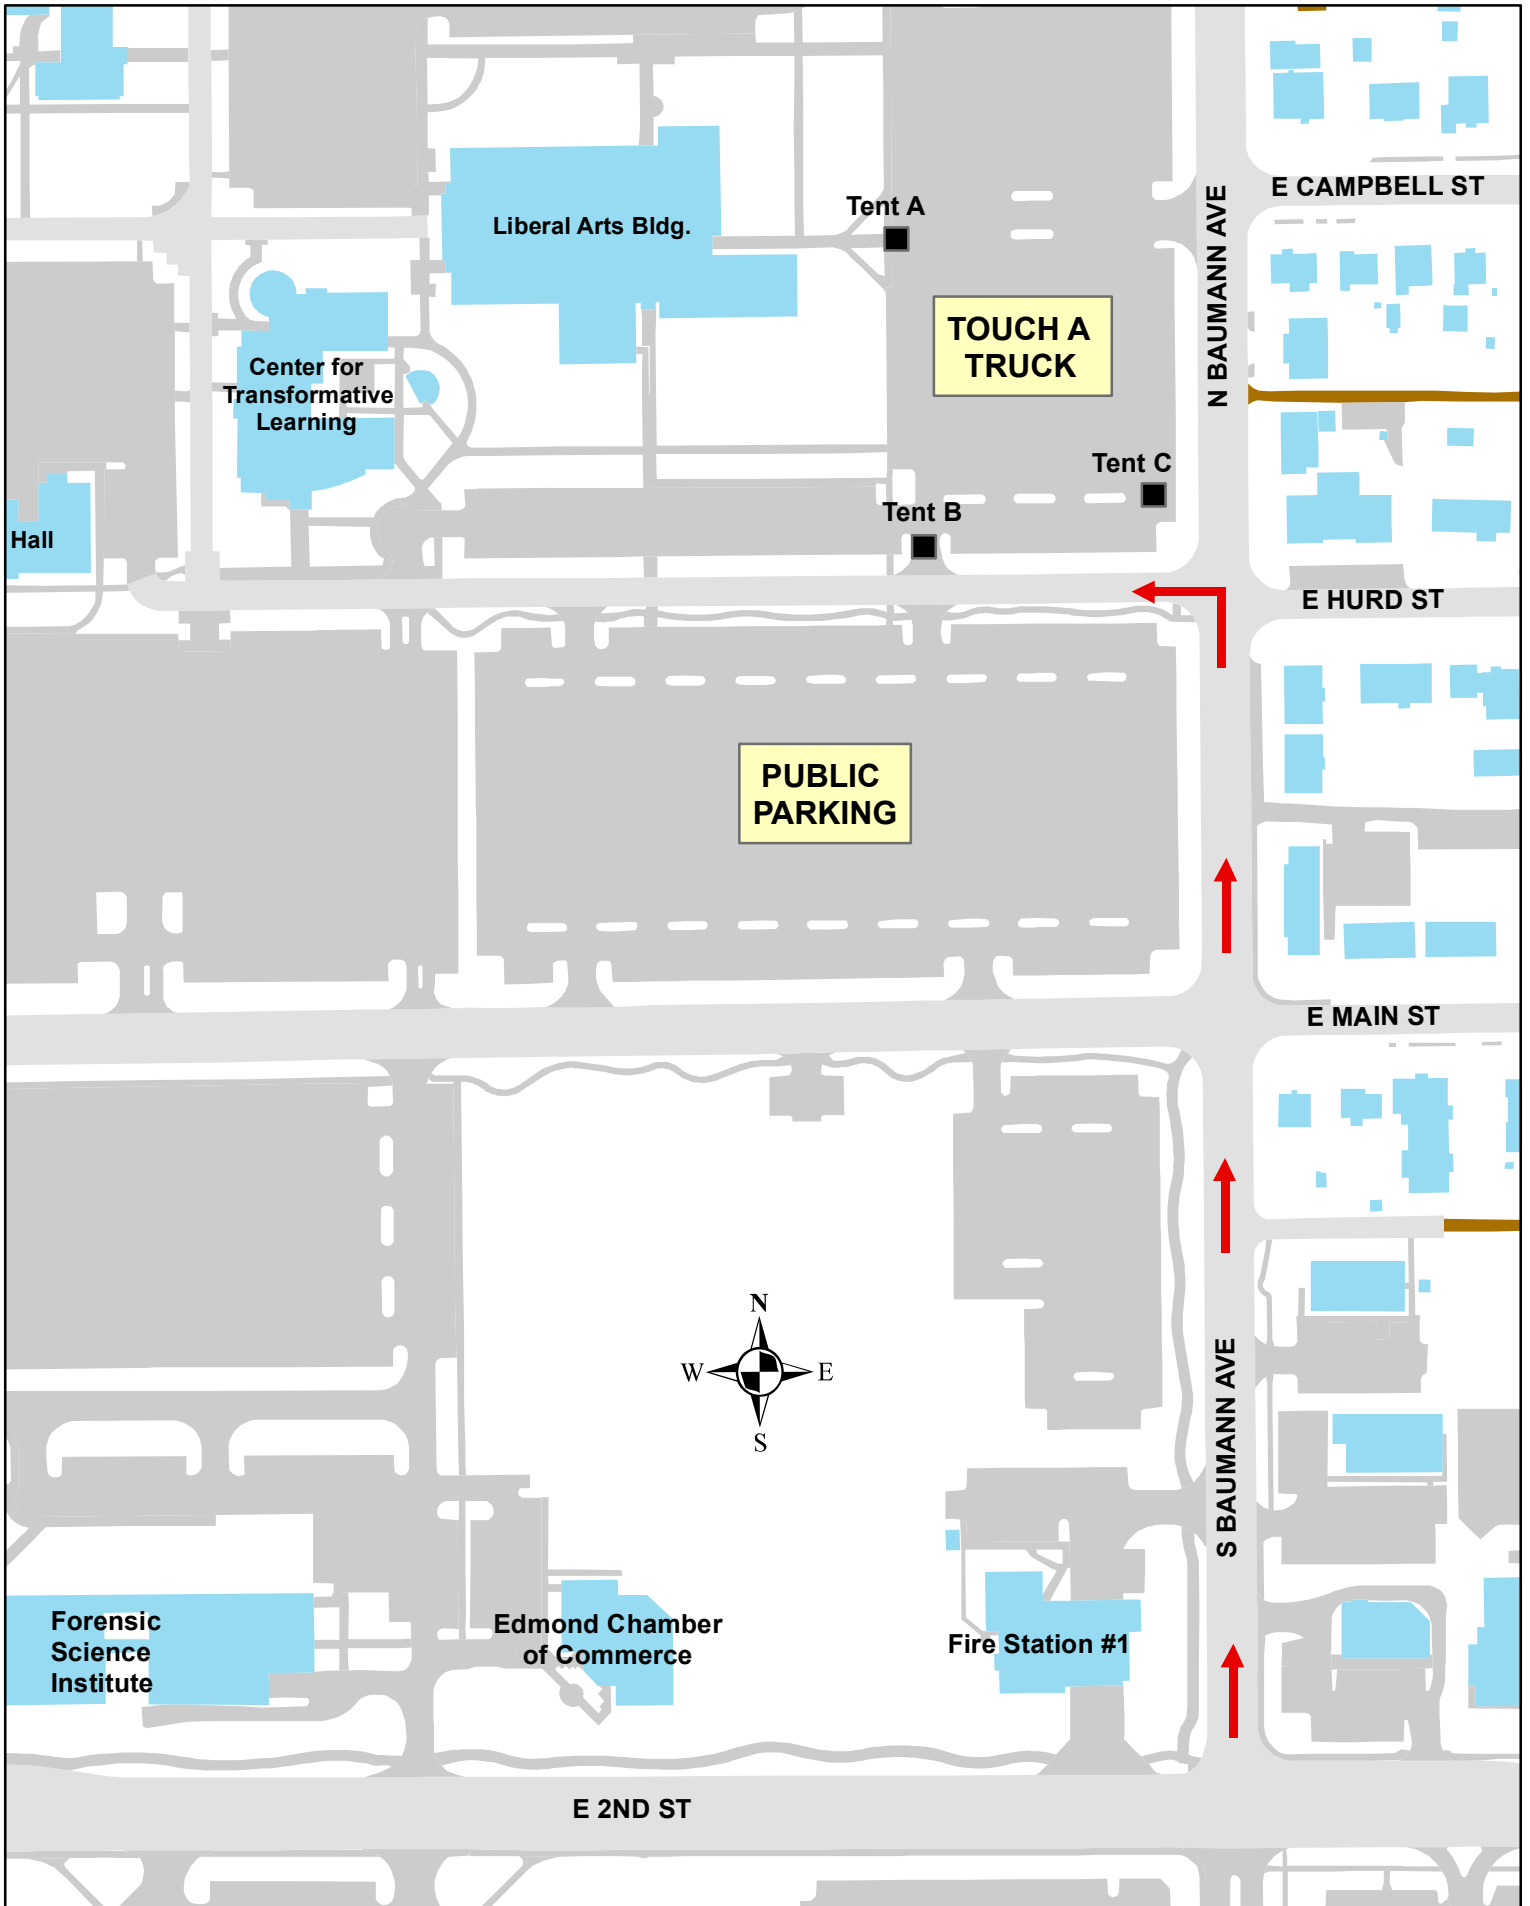 E CAMPBELL ST
N BAUMANN AVE
Tent A
Liberal Arts Bldg.
TOUCH A
TRUCK
Center for
Transformative
Learning
Tent C
Tent B
Hall
E HURD ST
PUBLIC
PARKING
E MAIN ST
N
W
E
S
S BAUMANN AVE
Forensic
Science
Institute
Edmond Chamber
of Commerce
Fire Station #1
E 2ND ST